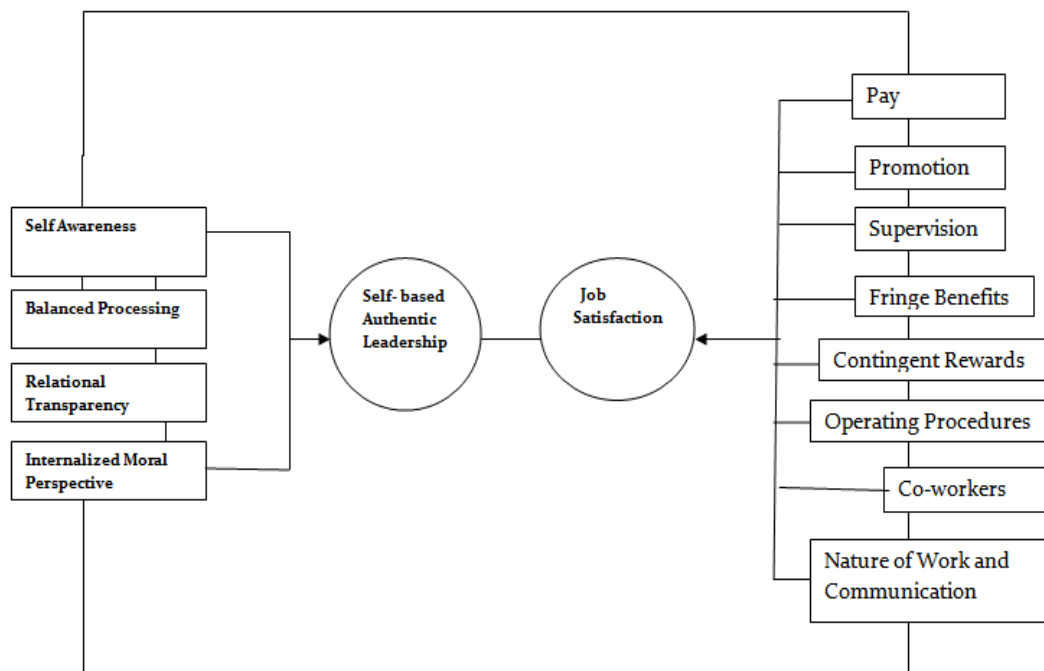 Self Awareness
Balanced Processing
Relational
Transparency
Internalized Moral
Perspective
Self- based
Authentic
Leadership
Job
Satisfaction
Pay
Promotion
Supervision
Fringe Benefits
Contingent Rewards
Operating Procedures
Co-workers
Nature of Work and
Communication